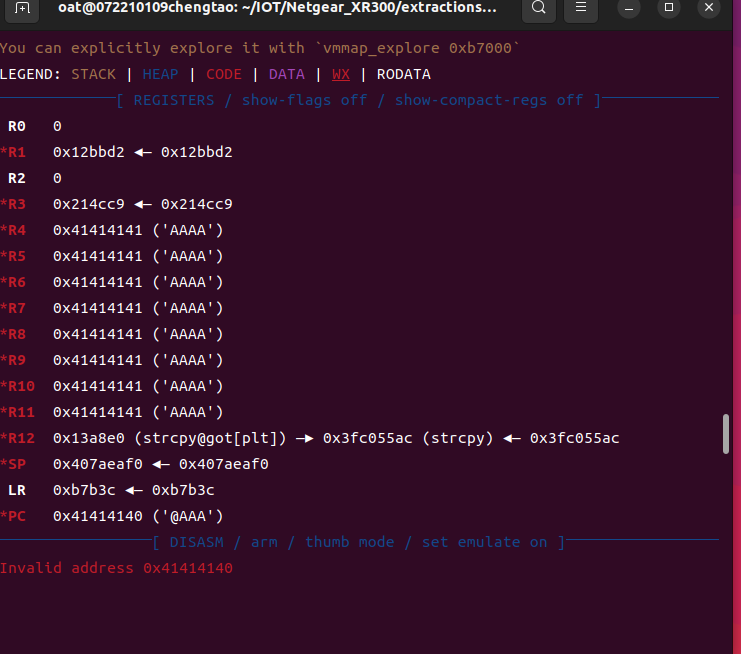 oat@072210109chengtao: ~/IOT/Netgear_XR300/extractions...
You can explicitly explore it with `vmmap_explore 0xb7000`
LEGEND: STACK | HEAP | CODE | DATA | WX | RODATA
[ REGISTERS / show-flags off / show-compact-regs off ]
R0 0
*R1 0x12bbd2 ◂— 0x12bbd2
R2 0
*R3 0x214cc9 ◂— 0x214cc9
*R4 0x41414141 ('AAAA')
*R5 0x41414141 ('AAAA')
*R6 0x41414141 ('AAAA')
*R7 0x41414141 ('AAAA')
*R8 0x41414141 ('AAAA')
*R9 0x41414141 ('AAAA')
*R10 0x41414141 ('AAAA')
*R11 0x41414141 ('AAAA')
*R12 0x13a8e0 (strcpy@got[plt]) —▸ 0x3fc055ac (strcpy) ◂— 0x3fc055ac
*SP 0x407aeaf0 ◂— 0x407aeaf0
LR 0xb7b3c ◂— 0xb7b3c
*PC 0x41414140 ('@AAA')
[ DISASM / arm / thumb mode / set emulate on ]
Invalid address 0x41414140